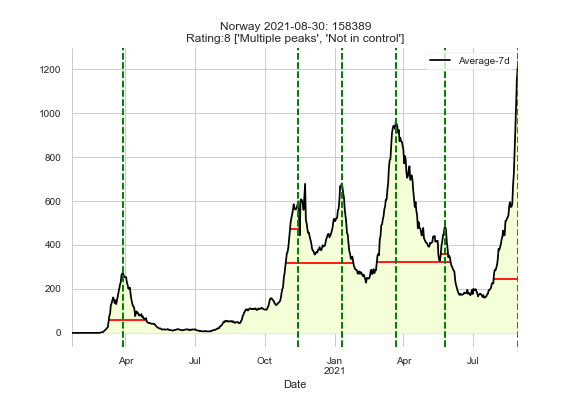 Norway 2021-08-30: 158389
Rating:8 ['Multiple peaks', 'Not in control']
Average-7d
1200
1000
800
600
400
200
0
Apr Jul Oct Jan Apr Jul
2021
Date